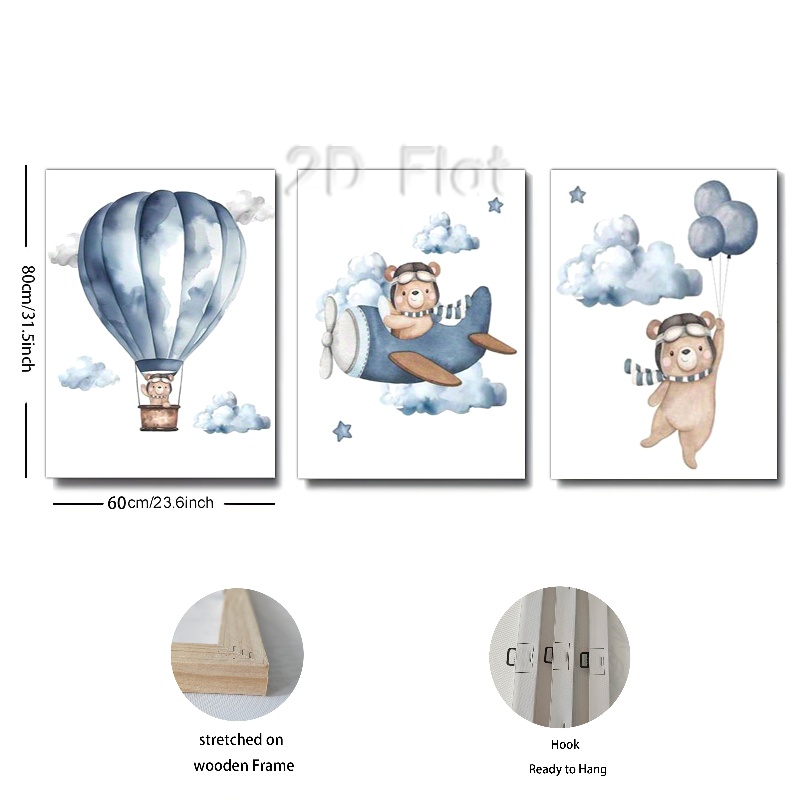 2D Flat
80cm/31.5inch
60cm/23.6inch
stretched on
wooden Frame
Hook
Ready to Hang